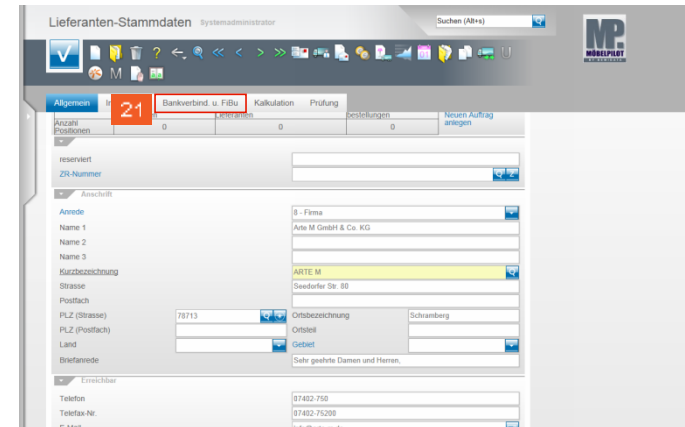 Lieferanten-Stammdaten Systemadministrator
Suchen (Alt+s)
MP
MÖBELPILOT
Allgemein
21
Bankverbind. u. FiBu
Kalkulation
Prüfung
Lieferanten
bestellungen
Neuen Auftrag
anlegen
Anzahl
Positionen
0
0
0
reserviert
ZR-Nummer
Anschrift
Anrede 8 - Firma
Name 1 Arte M GmbH & Co. KG
Name 2
Name 3
Kurzbezeichnung ARTE M
Strasse Seedorfer Str. 80
Postfach
PLZ (Strasse) 78713 Ortsbezeichnung Schramberg
PLZ (Postfach) Ortsteil
Land Gebiet
Briefanrede Sehr geehrte Damen und Herren,
Erreichbar
Telefon 07402-750
Telefax-Nr. 07402-75200